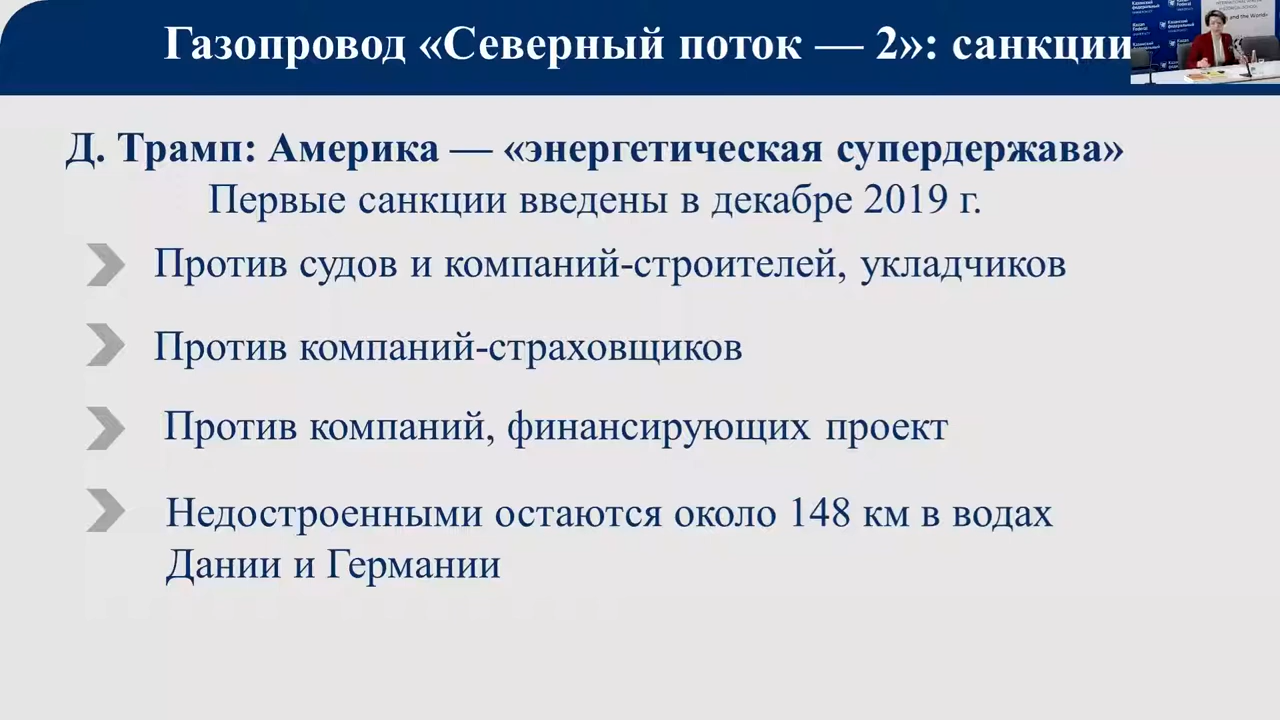 Газопровод «Северный поток — 2»: санкции
Д. Трамп: Америка — «энергетическая супердержава»
Первые санкции введены в декабре 2019 г.
Против судов и компаний-строителей, укладчиков
Против компаний-страховщиков
Против компаний, финансирующих проект
Недостроенными остаются около 148 км в водах
Дании и Германии